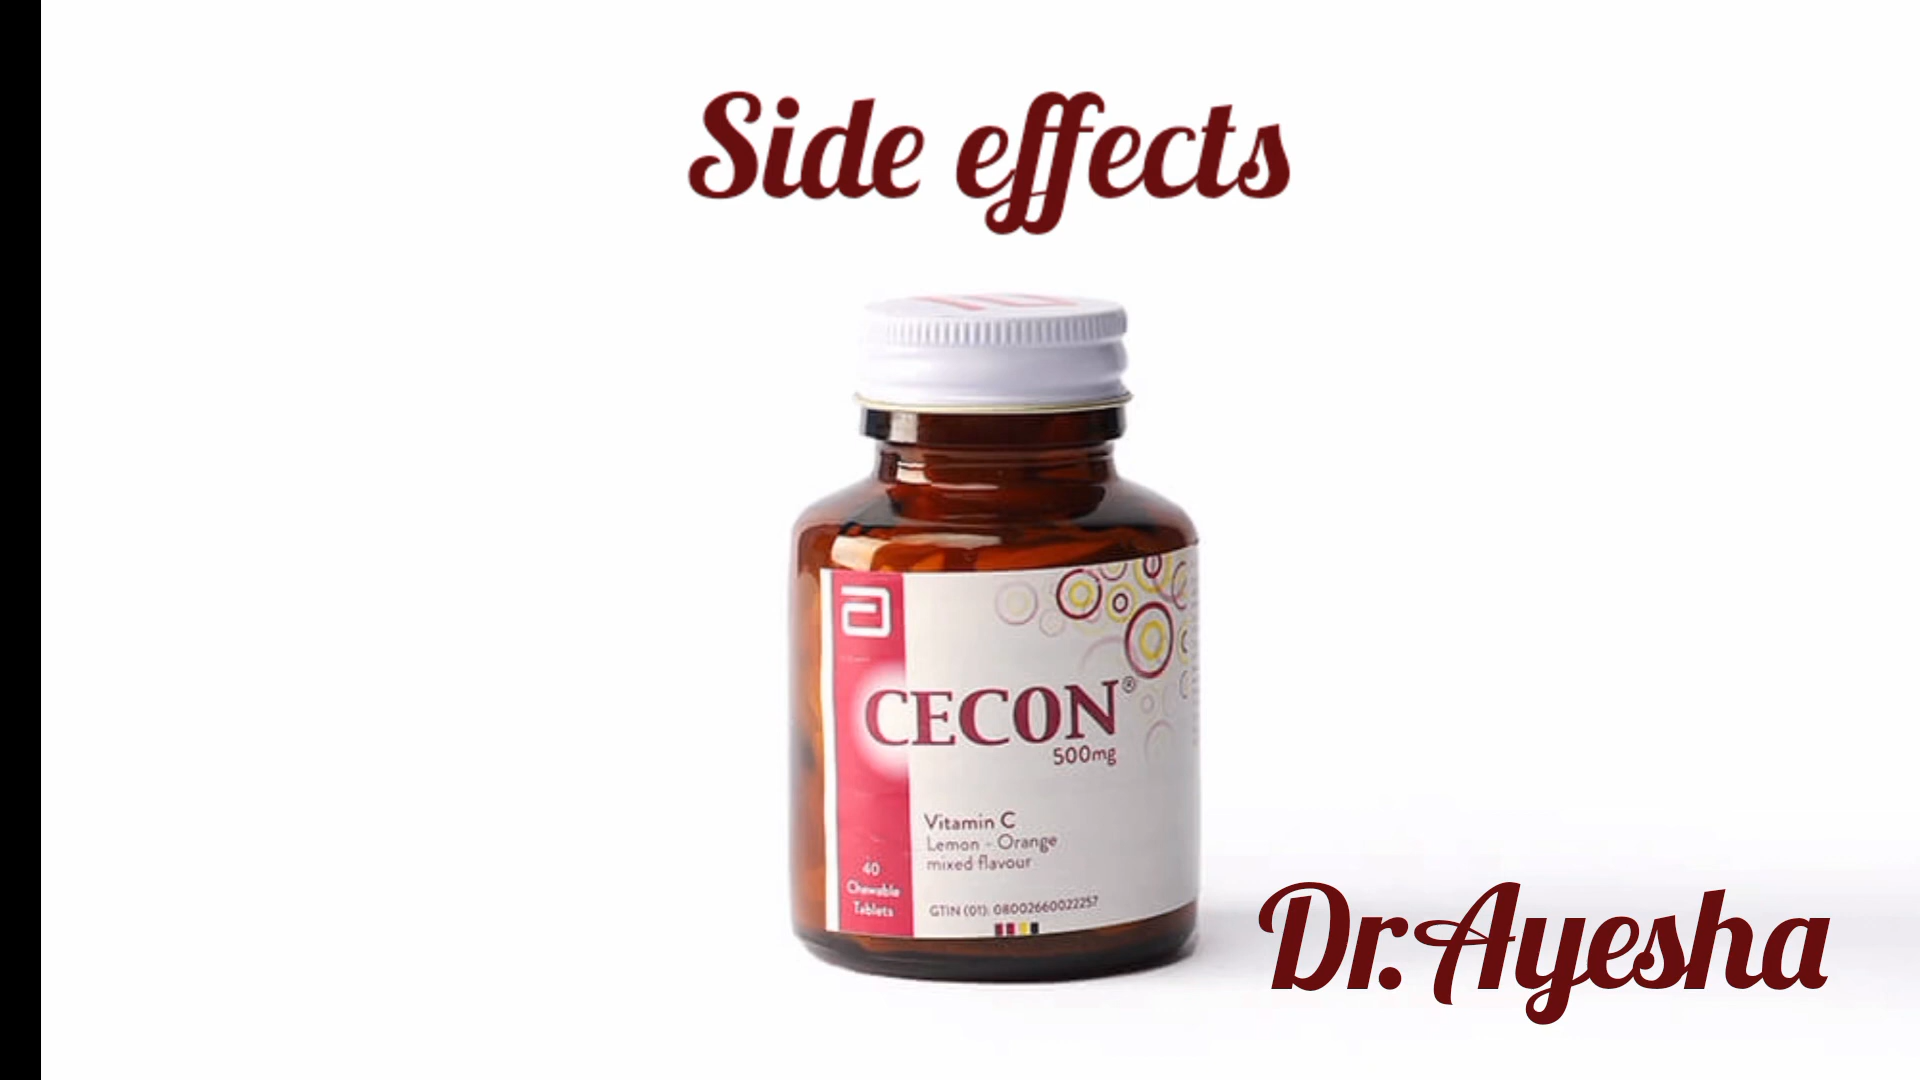 Side effects
CECON®
500mg
Vitamin C
Lemon - Orange
mixed flavour
40
Chewable
Tablets
GTIN (01): 08002660022257
Dr.Ayesha